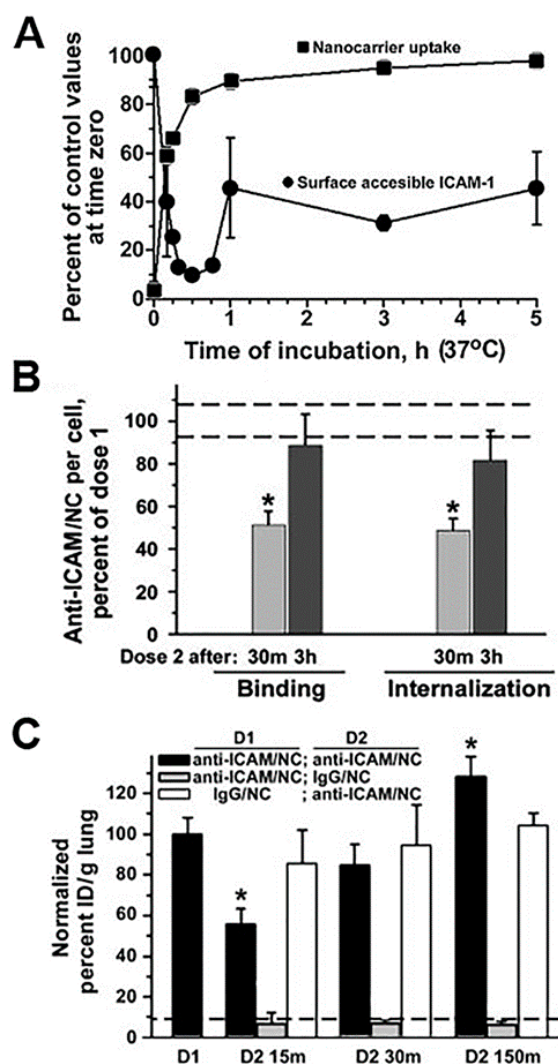 A
100
80
60
40
20
0
Percent of control values
at time zero
Nanocarrier uptake
Surface accesible ICAM-1
0 1 2 3 4 5
Time of incubation, h (37°C)
B
100
80
60
40
20
0
Anti-ICAM/NC per cell,
percent of dose 1
* *
Dose 2 after: 30m 3h 30m 3h
Binding Internalization
C
D1 D2
anti-ICAM/NC; anti-ICAM/NC
anti-ICAM/NC; IgG/NC
IgG/NC ; anti-ICAM/NC
120
100
80
60
40
20
10
0
Normalized
percent ID/g lung
* *
D1 D2 15m D2 30m D2 150m